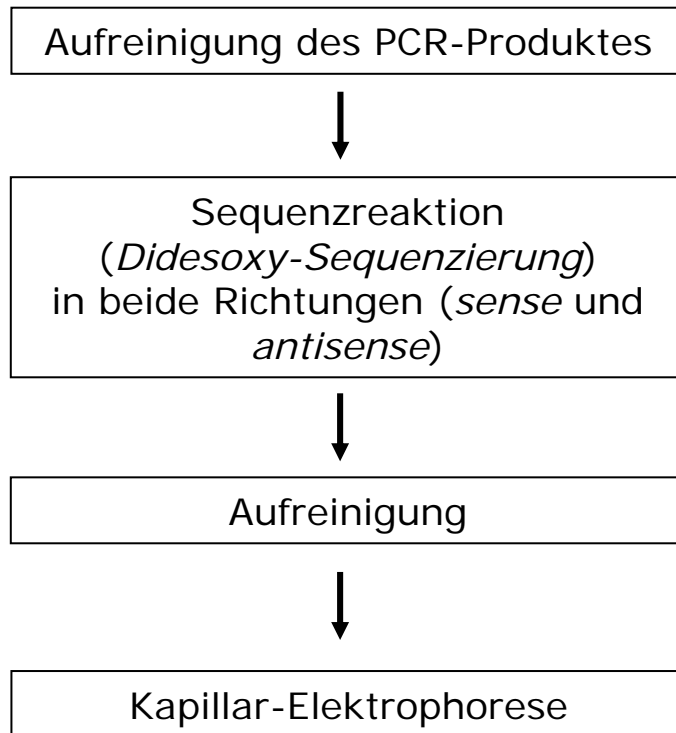 Aufreinigung des PCR-Produktes
Sequenzreaktion
(Didesoxy-Sequenzierung)
in beide Richtungen (sense und
antisense)
Aufreinigung
Kapillar-Elektrophorese